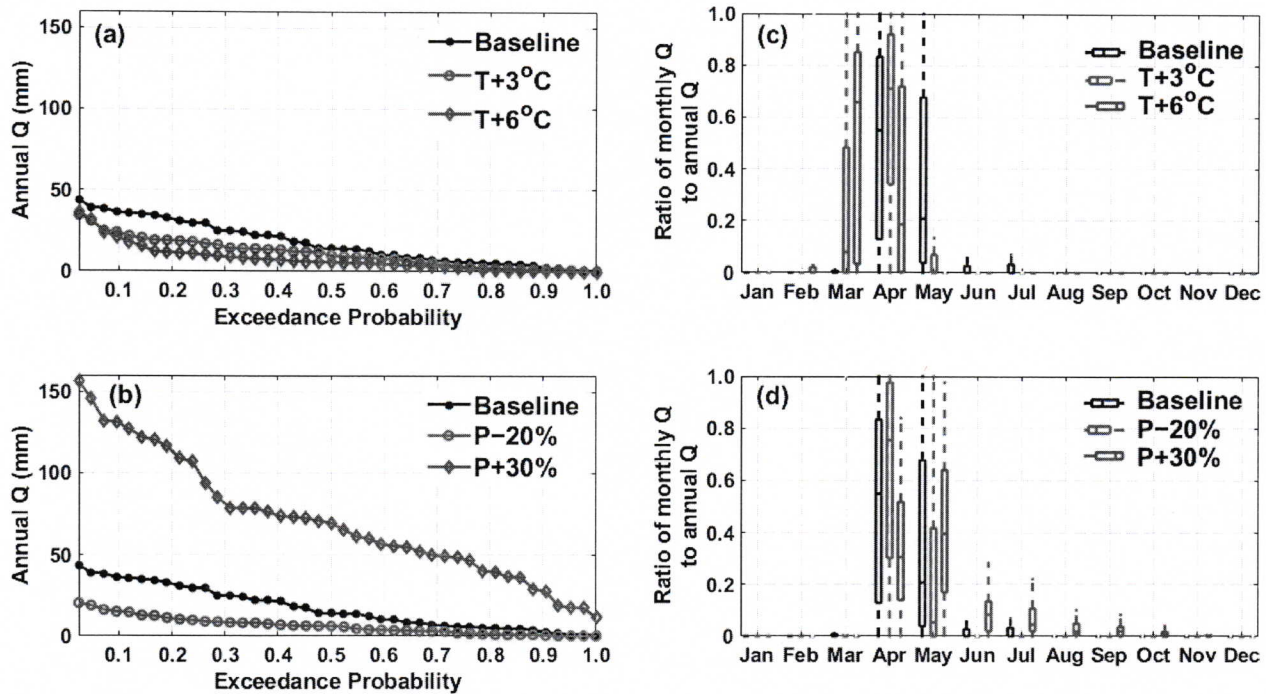 (a)
Baseline
T+3°C
T+6°C
Annual Q (mm)
150
100
50
0
0.1 0.2 0.3 0.4 0.5 0.6 0.7 0.8 0.9 1.0
Exceedance Probability
(c)
Baseline
T+3°C
T+6°C
Ratio of monthly Q
to annual Q
1.0
0.8
0.6
0.4
0.2
0
Jan Feb Mar Apr May Jun Jul Aug Sep Oct Nov Dec
(b)
Baseline
P−20%
P+30%
Annual Q (mm)
150
100
50
0
0.1 0.2 0.3 0.4 0.5 0.6 0.7 0.8 0.9 1.0
Exceedance Probability
(d)
Baseline
P−20%
P+30%
Ratio of monthly Q
to annual Q
1.0
0.8
0.6
0.4
0.2
0
Jan Feb Mar Apr May Jun Jul Aug Sep Oct Nov Dec